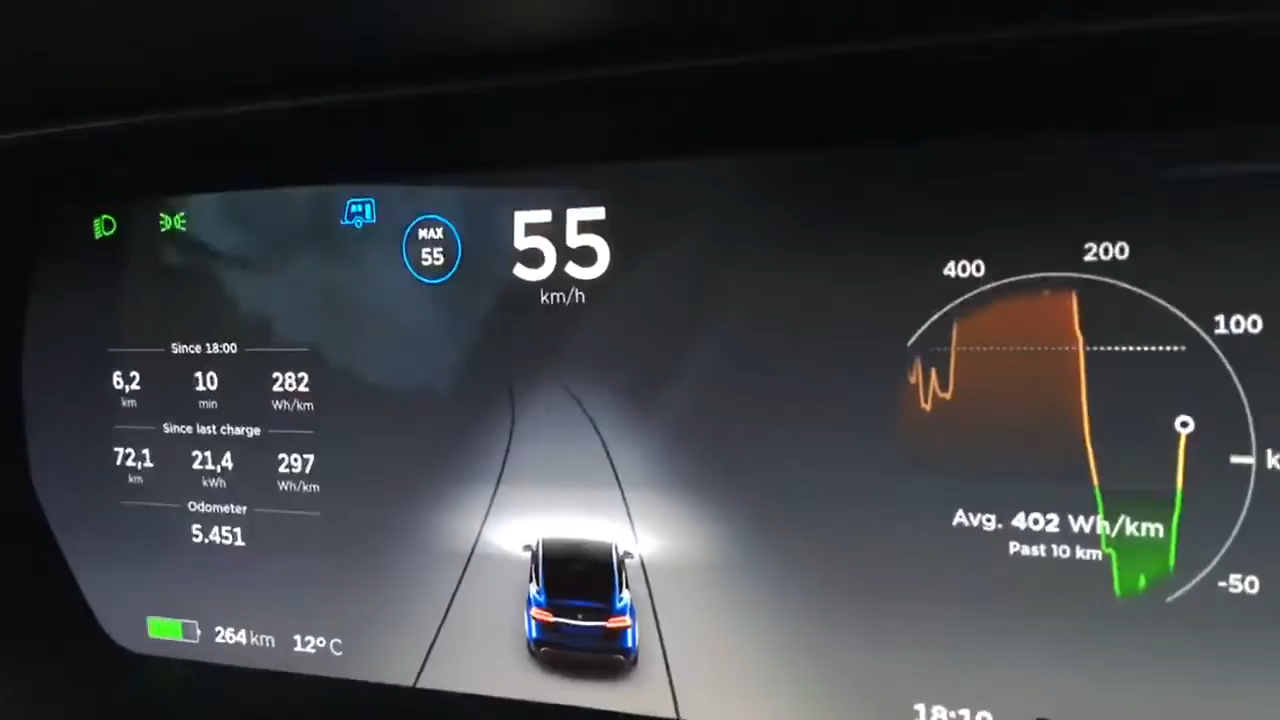 MAX
55
55
km/h
Since 18:00
6,2 10 282
km min Wh/km
Since last charge
72,1 21,4 297
km kWh Wh/km
Odometer
5.451
264 km 12°C
400
200
100
-50
Avg. 402 Wh/km
Past 10 km
18:10